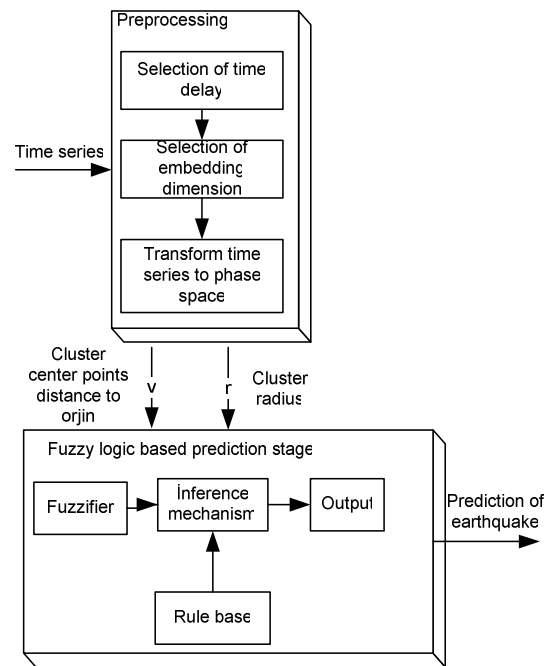 Preprocessing
Selection of time
delay
Time series
Selection of
embedding
dimension
Transform time
series to phase
space
Cluster
center points
distance to
orjin
v
r
Cluster
radius
Fuzzy logic based prediction stage
Fuzzifier
İnference
mechanism
Output
Rule base
Prediction of
earthquake